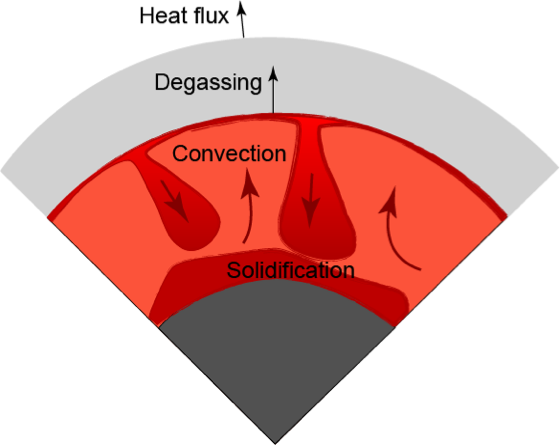 Heat flux
Degassing
Convection
Solidification